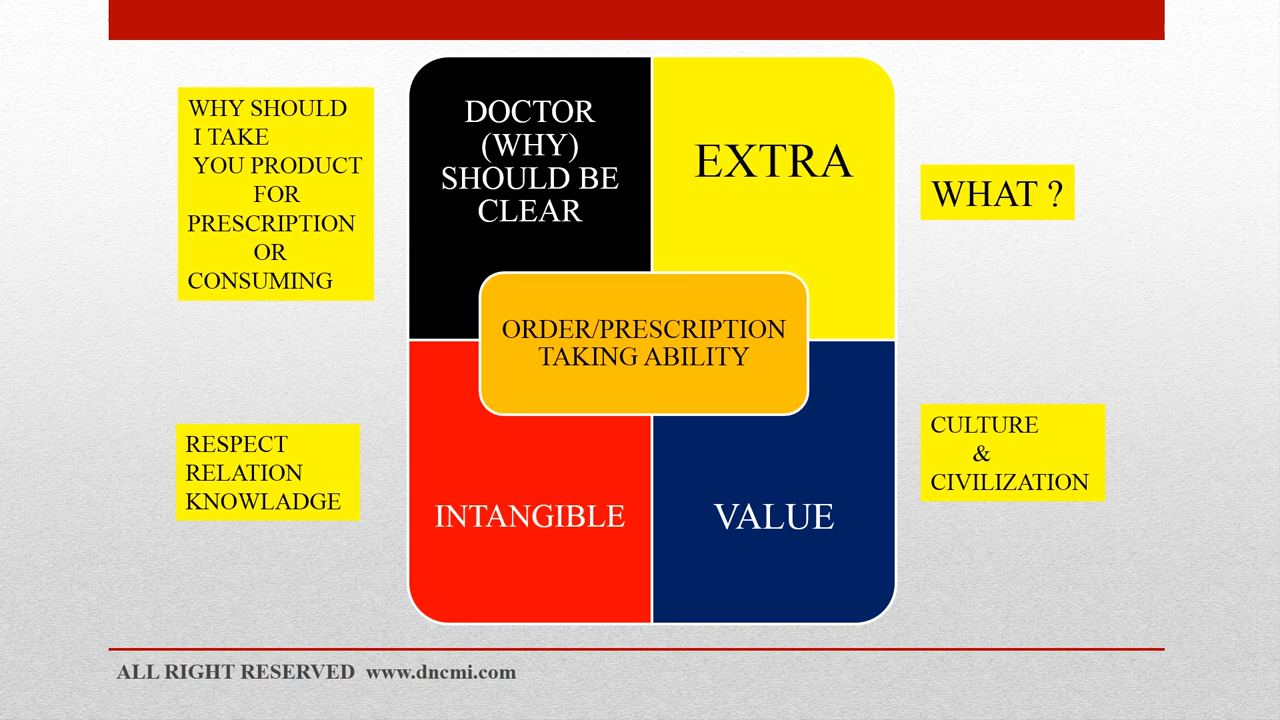 WHY SHOULD
I TAKE
YOU PRODUCT
FOR
PRESCRIPTION
OR
CONSUMING
DOCTOR
(WHY)
SHOULD BE
CLEAR
EXTRA
WHAT ?
ORDER/PRESCRIPTION
TAKING ABILITY
RESPECT
RELATION
KNOWLADGE
INTANGIBLE
VALUE
CULTURE
&
CIVILIZATION
ALL RIGHT RESERVED www.dncmi.com